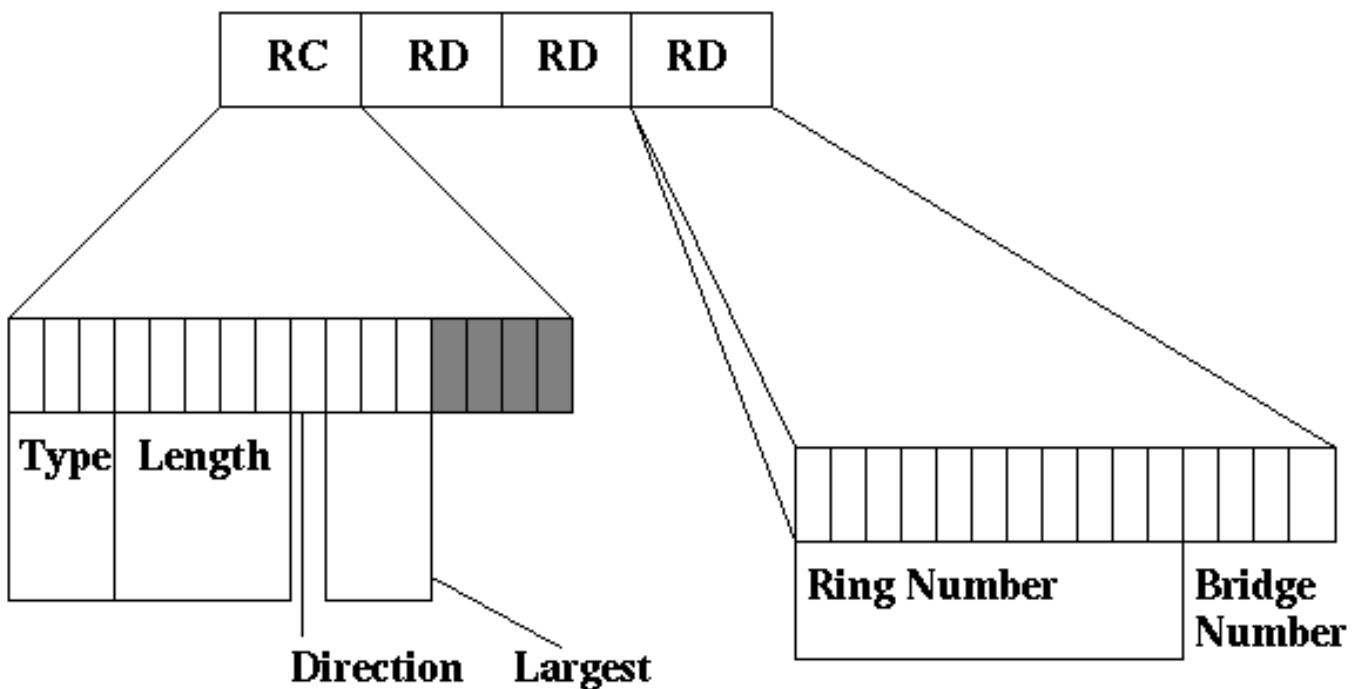 RC RD RD RD
Type Length
Ring Number Bridge
Number
Direction Largest